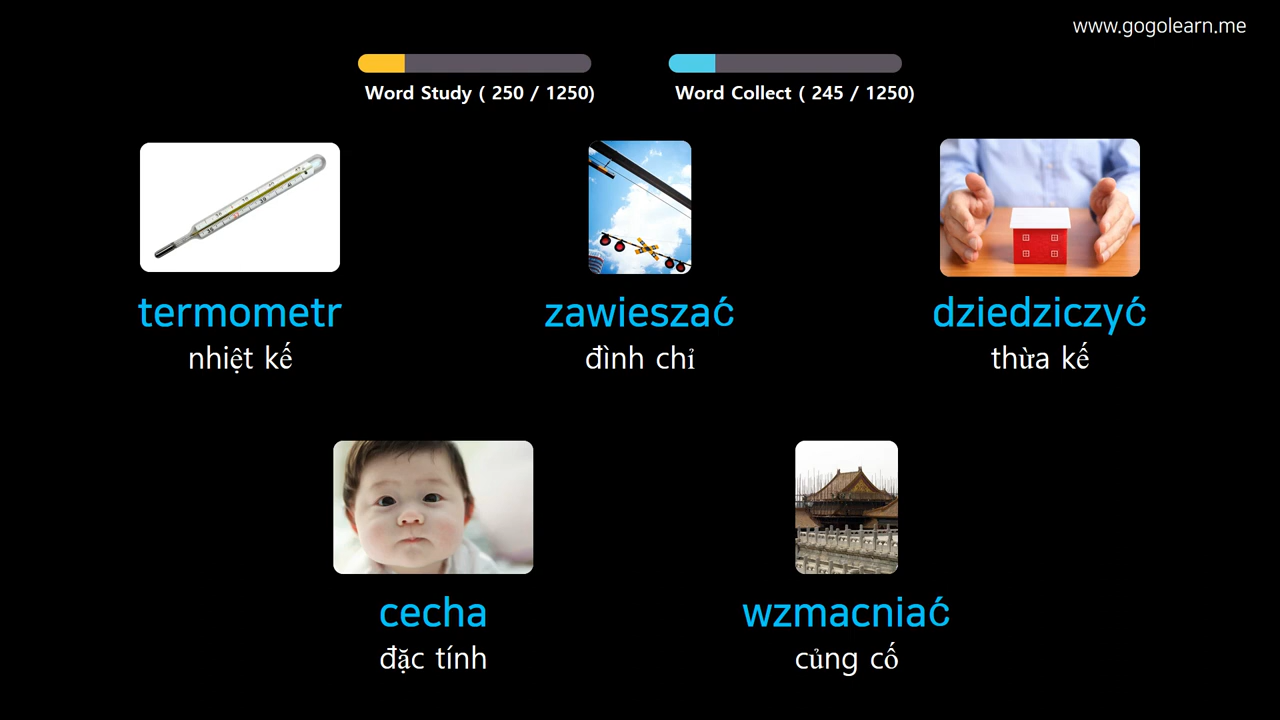 www.gogolearn.me
Word Study ( 250 / 1250)
Word Collect ( 245 / 1250)
termometr
nhiệt kế
zawieszać
đình chỉ
dziedziczyć
thừa kế
cecha
đặc tính
wzmacniać
củng cố